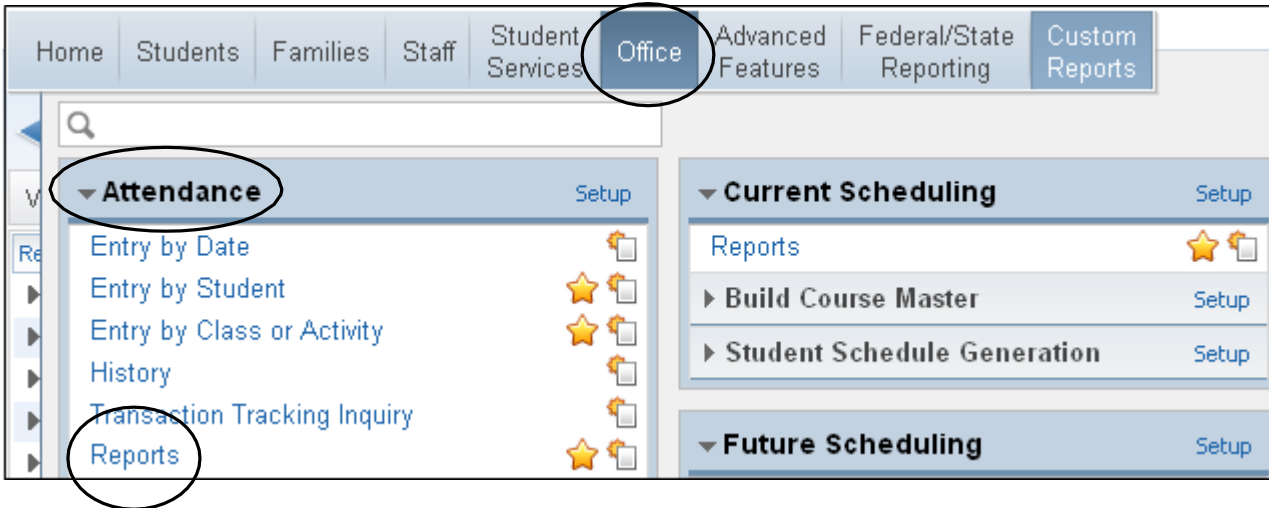 Home Students Families Staff Student Services Office Advanced Features Federal/State Reporting Custom Reports
V
Attendance Setup
Re
Entry by Date
Entry by Student
Entry by Class or Activity
History
Transaction Tracking Inquiry
Reports
Current Scheduling Setup
Reports
Build Course Master Setup
Student Schedule Generation Setup
Future Scheduling Setup